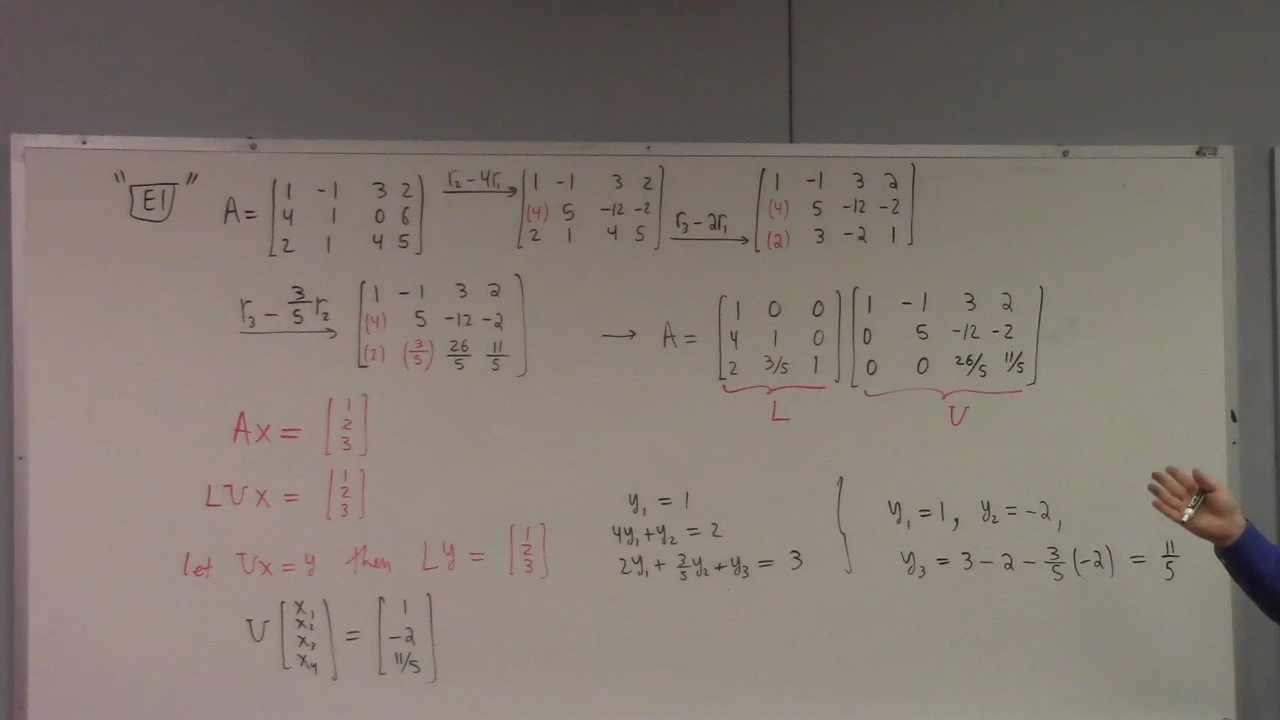 "E1" A = [1 -1 3 2; 4 1 0 6; 2 1 4 5] r₂ - 4r₁ → [1 -1 3 2; (4) 5 -12 -2; 2 1 4 5] r₃ - 2r₁ → [1 -1 3 2; (4) 5 -12 -2; (2) 3 -2 1]
r₃ - 3/5 r₂ → [1 -1 3 2; (4) 5 -12 -2; (2) (3/5) 26/5 11/5] → A = [1 0 0; 4 1 0; 2 3/5 1] [1 -1 3 2; 0 5 -12 -2; 0 0 26/5 11/5]
L U
Ax = [1; 2; 3]
LUx = [1; 2; 3]
let Ux = y then Ly = [1; 2; 3]
U [x₁; x₂; x₃; x₄] = [1; -2; 11/5]
y₁ = 1
4y₁ + y₂ = 2
2y₁ + 3/5 y₂ + y₃ = 3
y₁ = 1, y₂ = -2,
y₃ = 3 - 2 - 3/5 (-2) = 11/5